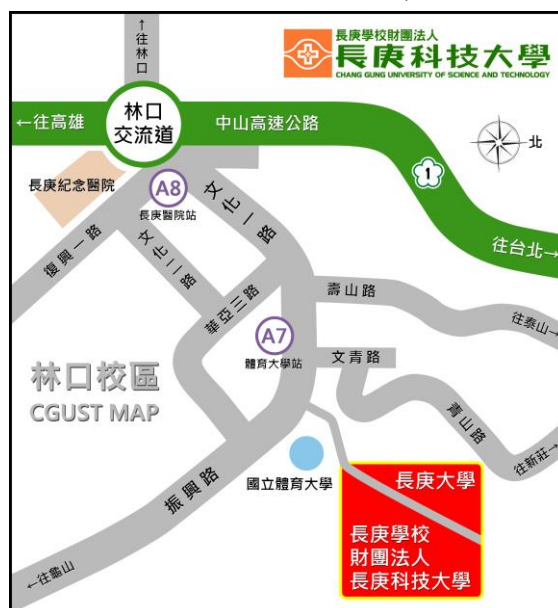 長庚學校財團法人
長庚科技大學
CHANG GUNG UNIVERSITY OF SCIENCE AND TECHNOLOGY
↑往林口
←往高雄
林口
交流道
中山高速公路
北
1
往台北→
長庚紀念醫院
A8
長庚醫院站
文化一路
復興一路
文化二路
華亞三路
壽山路
往泰山→
A7
體育大學站
文青路
林口校區
CGUST MAP
青山路
往新莊→
振興路
國立體育大學
長庚大學
長庚學校
財團法人
長庚科技大學
←往龜山